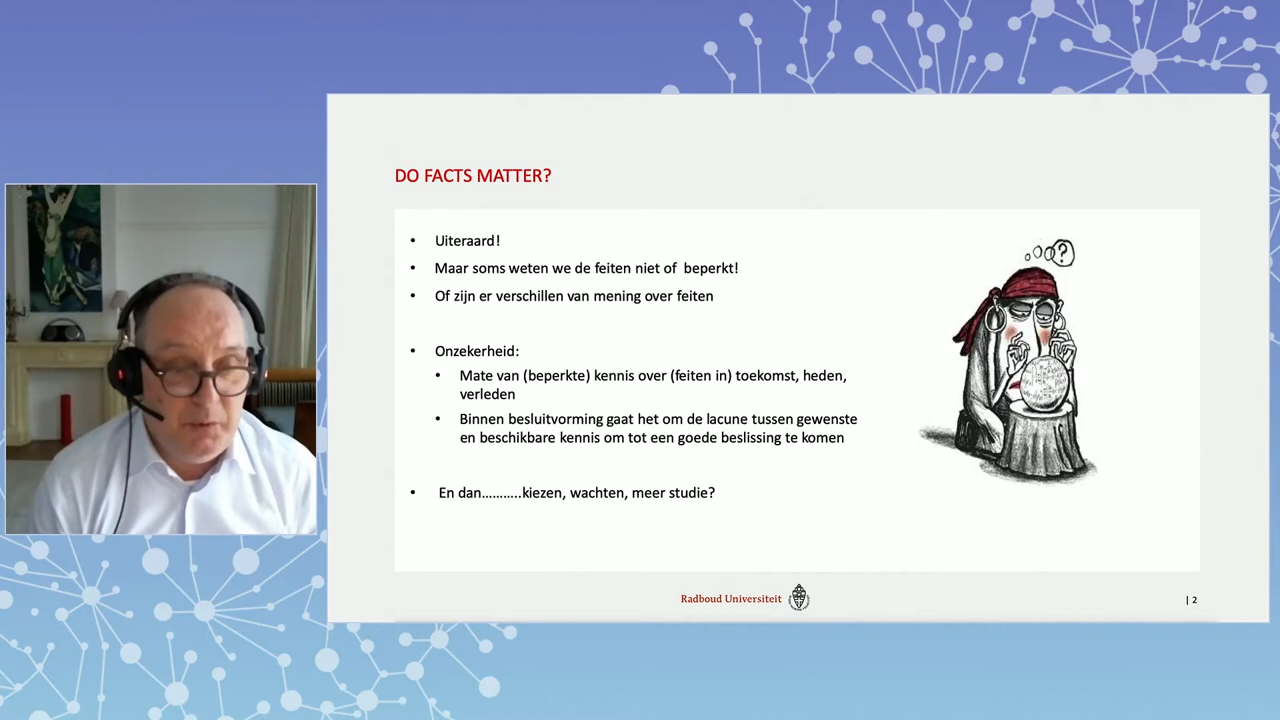 DO FACTS MATTER?
• Uiteraard!
• Maar soms weten we de feiten niet of beperkt!
• Of zijn er verschillen van mening over feiten
• Onzekerheid:
• Mate van (beperkte) kennis over (feiten in) toekomst, heden,
verleden
• Binnen besluitvorming gaat het om de lacune tussen gewenste
en beschikbare kennis om tot een goede beslissing te komen
• En dan………..kiezen, wachten, meer studie?
?
Radboud Universiteit
| 2